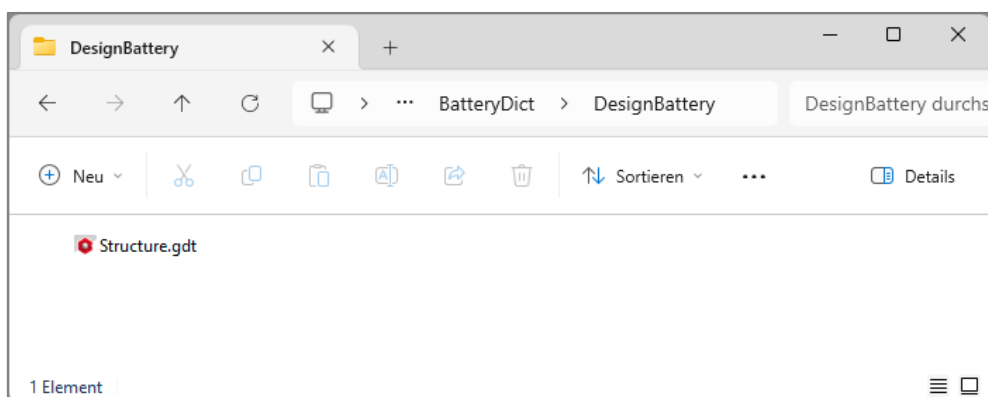 DesignBattery
BatteryDict > DesignBattery DesignBattery durchs
Neu Sortieren Details
Structure.gdt
1 Element